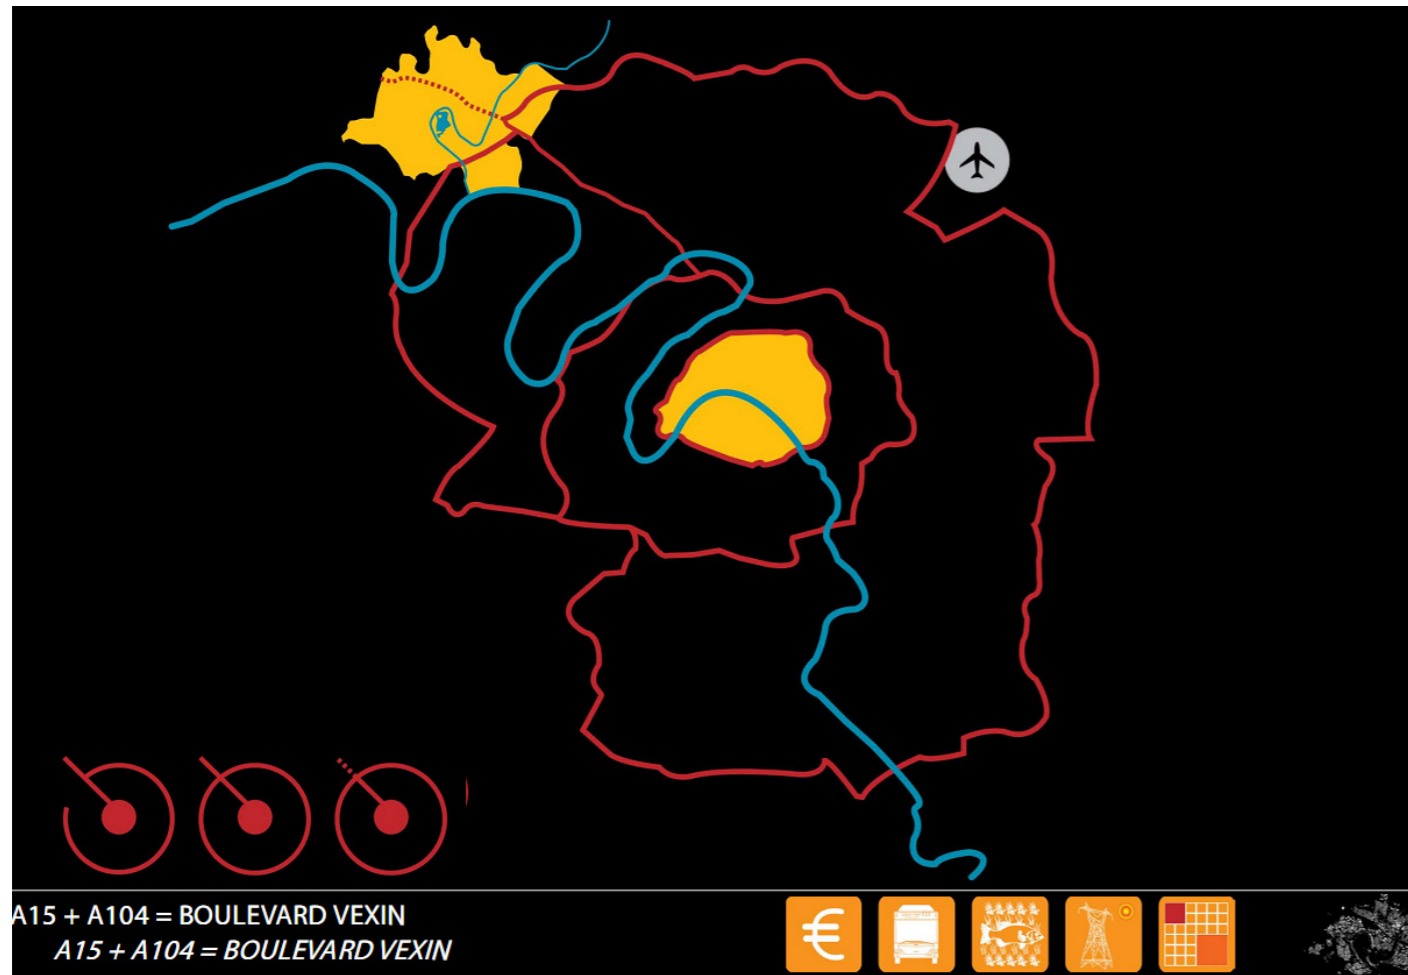 A15 + A104 = BOULEVARD VEXIN
A15 + A104 = BOULEVARD VEXIN
€